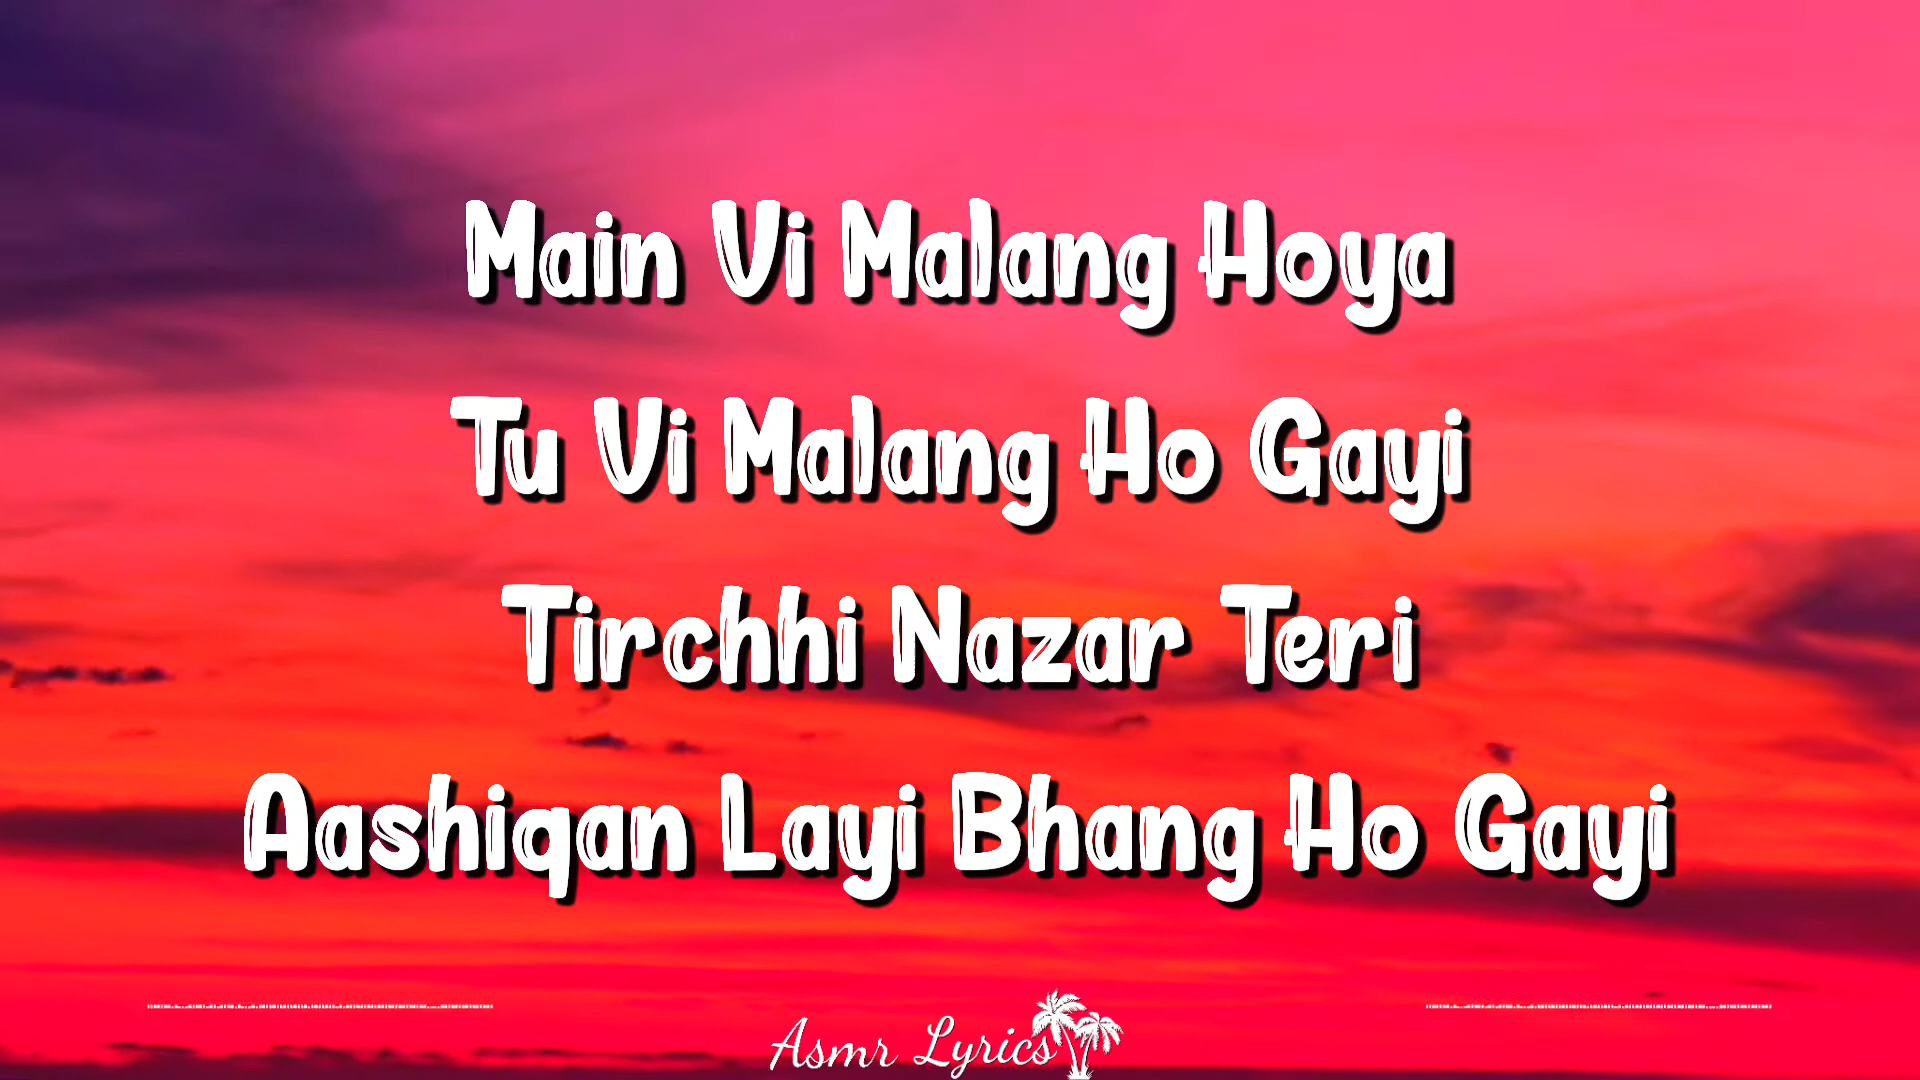 Main Vi Malang Hoya
Tu Vi Malang Ho Gayi
Tirchhi Nazar Teri
Aashiqan Layi Bhang Ho Gayi
Asmr Lyrics